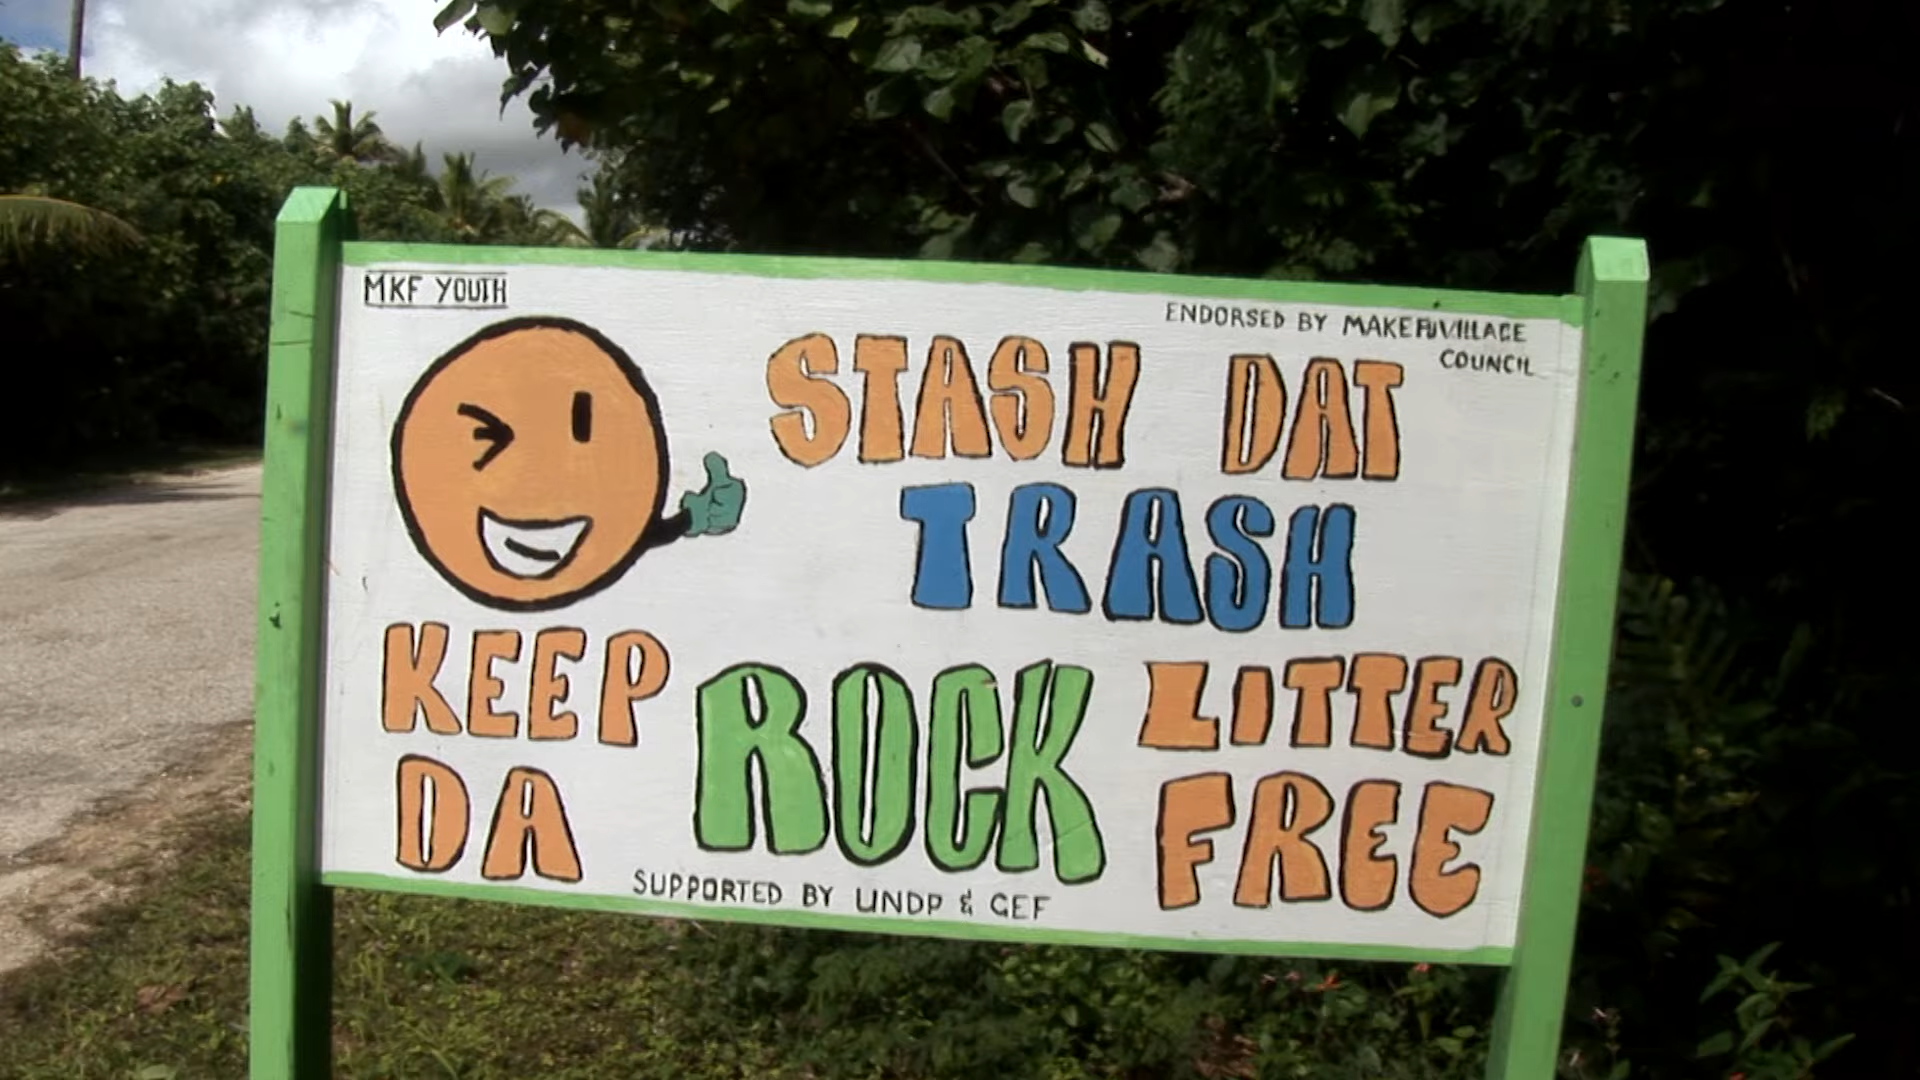 MKF YOUTH
ENDORSED BY MAKEFU VILLAGE
COUNCIL
STASH DAT
TRASH
KEEP
DA
ROCK
LITTER
FREE
SUPPORTED BY UNDP & GEF